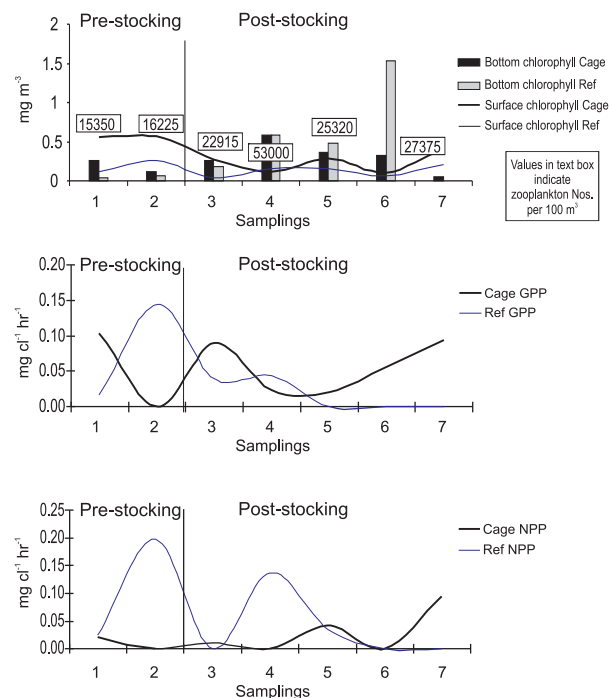 Pre-stocking Post-stocking
2
1.5
1
0.5
0
mg m-3
15350 16225 22915 53000 25320 27375
1 2 3 4 5 6 7
Samplings
Bottom chlorophyll Cage
Bottom chlorophyll Ref
Surface chlorophyll Cage
Surface chlorophyll Ref
Values in text box
indicate
zooplankton Nos.
per 100 m3
Pre-stocking Post-stocking
0.20
0.15
0.10
0.05
0.00
mg cl-1 hr-1
1 2 3 4 5 6 7
Samplings
Cage GPP
Ref GPP
Pre-stocking Post-stocking
0.25
0.20
0.15
0.10
0.05
0.00
mg cl-1 hr-1
1 2 3 4 5 6 7
Samplings
Cage NPP
Ref NPP